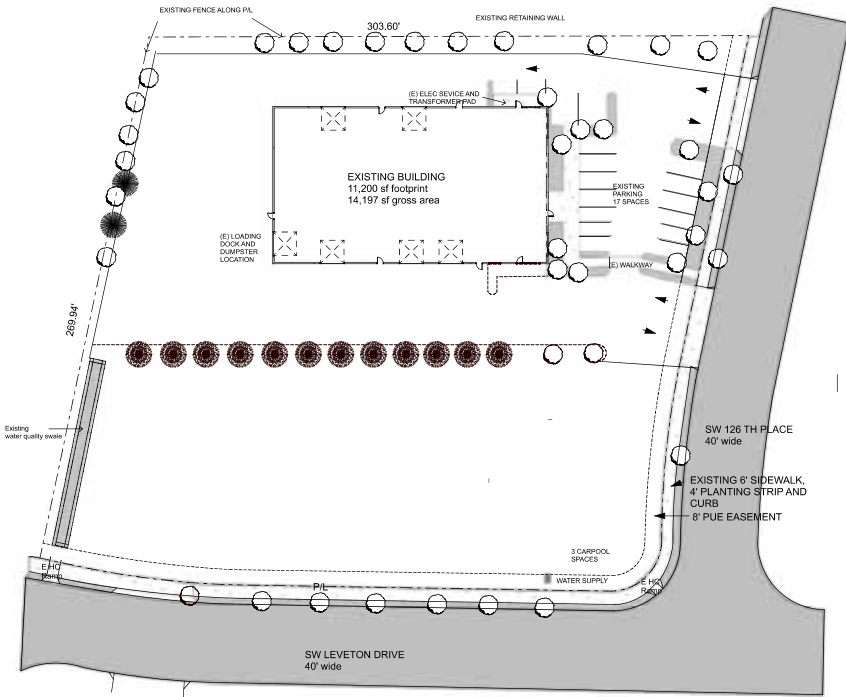 EXISTING FENCE ALONG P/L
303.60'
EXISTING RETAINING WALL
(E) ELEC SEVICE AND
TRANSFORMER PAD
EXISTING BUILDING
11,200 sf footprint
14,197 sf gross area
EXISTING
PARKING
17 SPACES
(E) LOADING
DOCK AND
DUMPSTER
LOCATION
(E) WALKWAY
269.94'
Existing
water quality swale
SW 126 TH PLACE
40' wide
EXISTING 6' SIDEWALK,
4' PLANTING STRIP AND
CURB
8' PUE EASEMENT
3 CARPOOL
SPACES
WATER SUPPLY
E HC
Ramp
P/L
E HC
Ramp
SW LEVETON DRIVE
40' wide